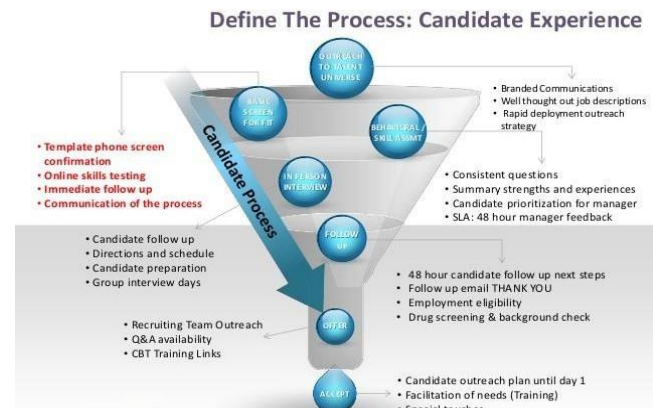 Define The Process: Candidate Experience
OUTREACH
TO TALENT
UNIVERSE
• Branded Communications
• Well thought out job descriptions
• Rapid deployment outreach
strategy
BASIC
SCREEN
FOR FIT
BEHAVIORAL /
SKILL ASSMT
Candidate Process
• Template phone screen
confirmation
• Online skills testing
• Immediate follow up
• Communication of the process
IN PERSON
INTERVIEW
• Consistent questions
• Summary strengths and experiences
• Candidate prioritization for manager
• SLA: 48 hour manager feedback
• Candidate follow up
• Directions and schedule
• Candidate preparation
• Group interview days
FOLLOW
UP
• 48 hour candidate follow up next steps
• Follow up email THANK YOU
• Employment eligibility
• Drug screening & background check
• Recruiting Team Outreach
• Q&A availability
• CBT Training Links
OFFER
ACCEPT
• Candidate outreach plan until day 1
• Facilitation of needs (Training)